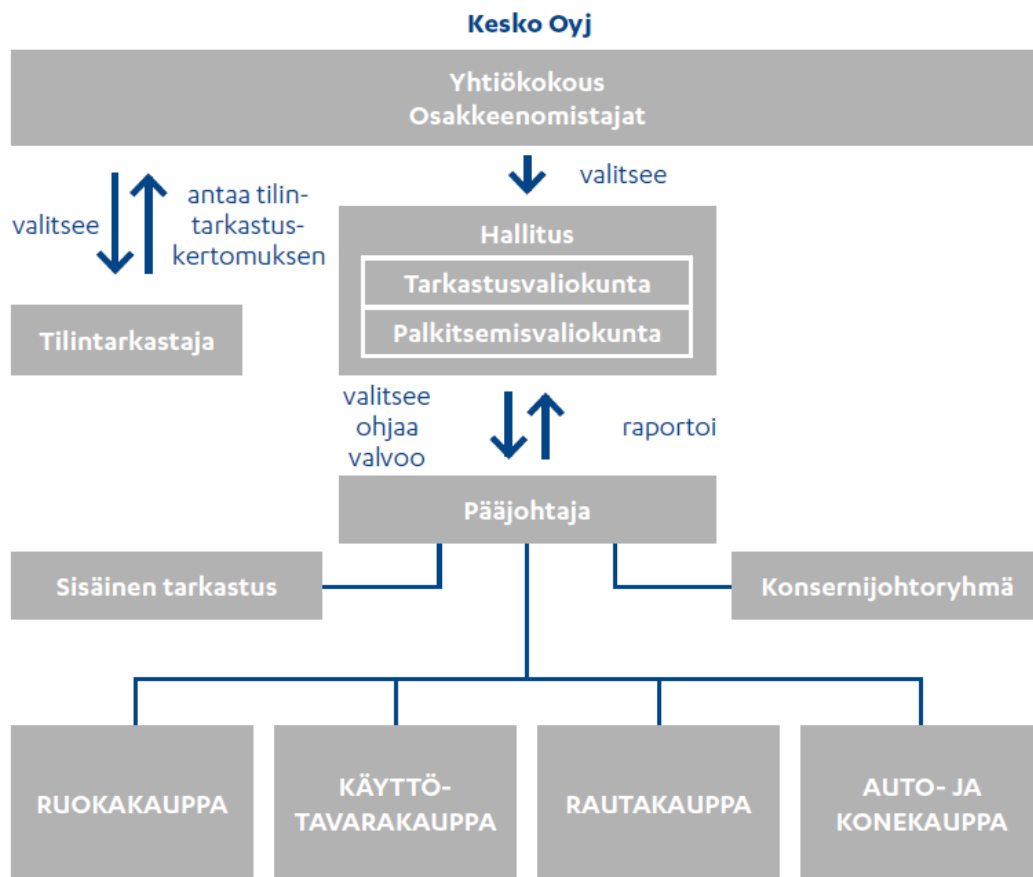 Kesko Oyj
Yhtiökokous
Osakkeenomistajat
valitsee
antaa tilin-
tarkastus-
kertomuksen
valitsee
Hallitus
Tarkastusvaliokunta
Palkitsemisvaliokunta
Tilintarkastaja
valitsee
ohjaa
valvoo
raportoi
Pääjohtaja
Sisäinen tarkastus
Konsernijohtoryhmä
RUOKAKAUPPA
KÄYTTÖ-
TAVARAKAUPPA
RAUTAKAUPPA
AUTO- JA
KONEKAUPPA